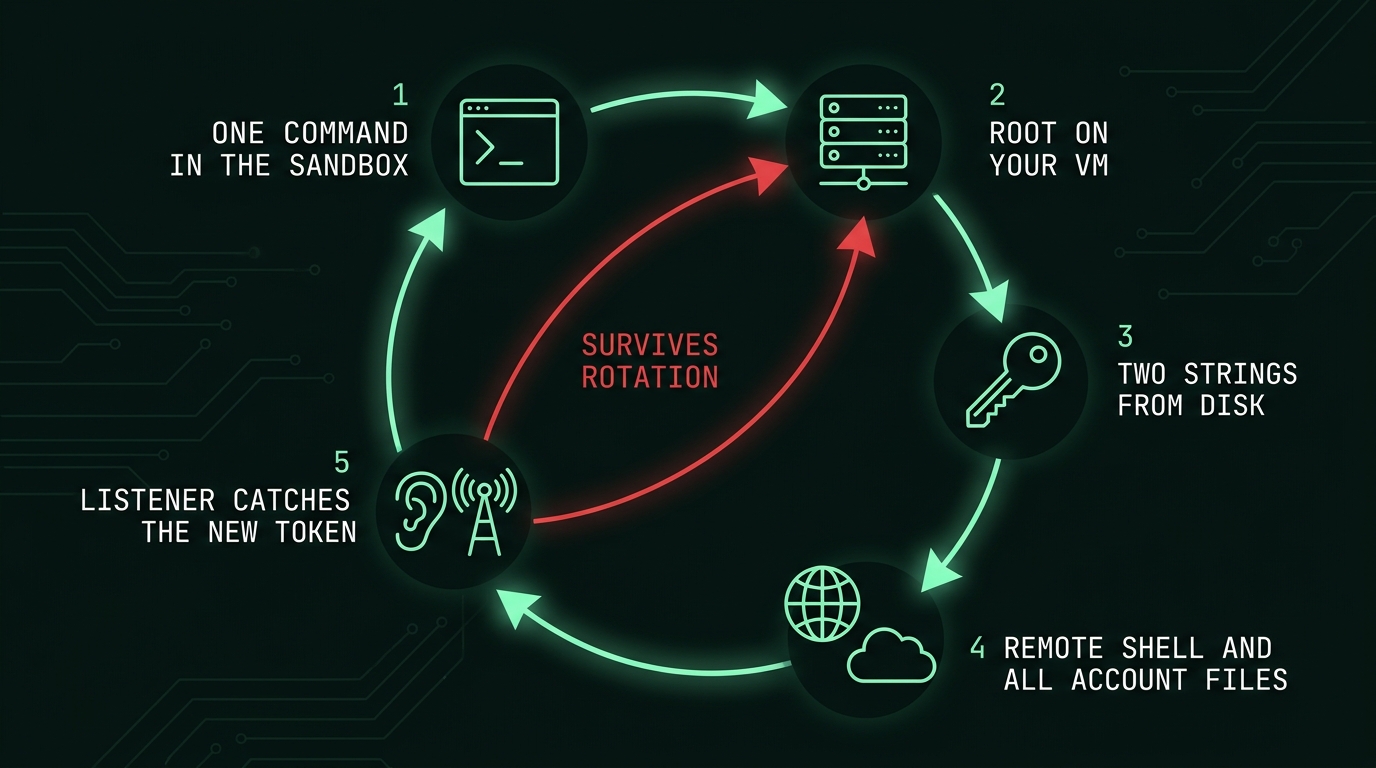 1
ONE COMMAND
IN THE SANDBOX
2
ROOT ON
YOUR VM
3
TWO STRINGS
FROM DISK
4 REMOTE SHELL AND
ALL ACCOUNT FILES
5
LISTENER CATCHES
THE NEW TOKEN
SURVIVES
ROTATION